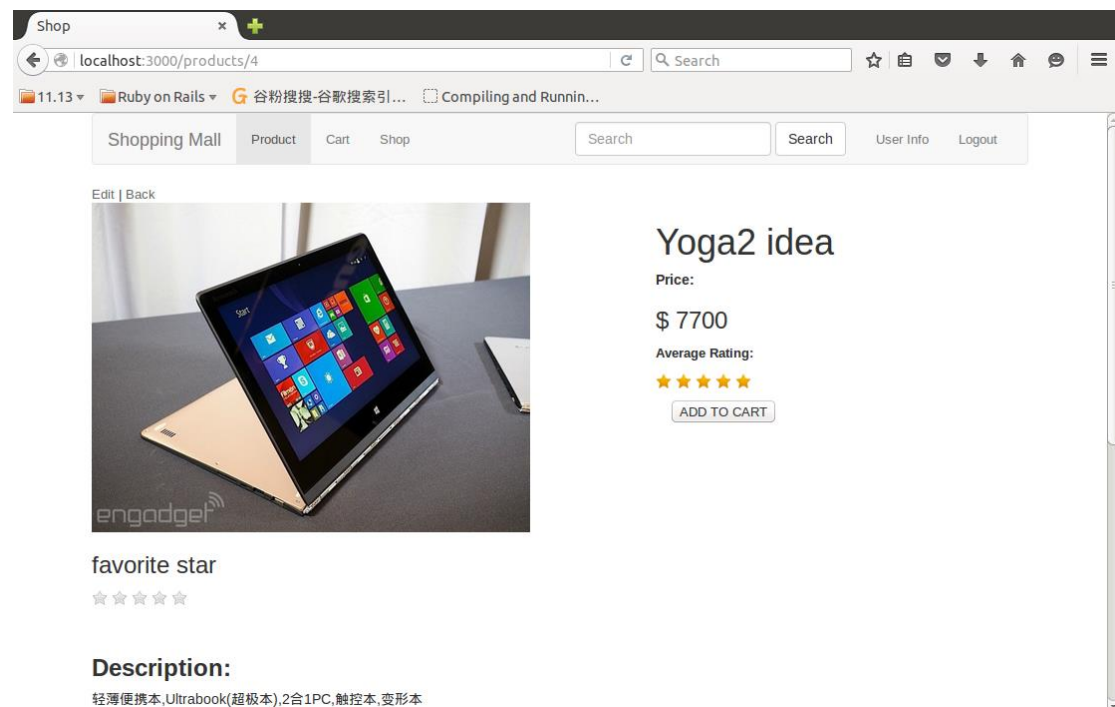 Shop
localhost:3000/products/4
Search
11.13
Ruby on Rails
谷粉搜搜-谷歌搜索引...
Compiling and Runnin...
Shopping Mall
Product
Cart
Shop
Search
Search
User Info
Logout
Edit | Back
Yoga2 idea
Price:
$ 7700
Average Rating:
ADD TO CART
Start
engadget
favorite star
Description:
轻薄便携本,Ultrabook(超极本),2合1PC,触控本,变形本